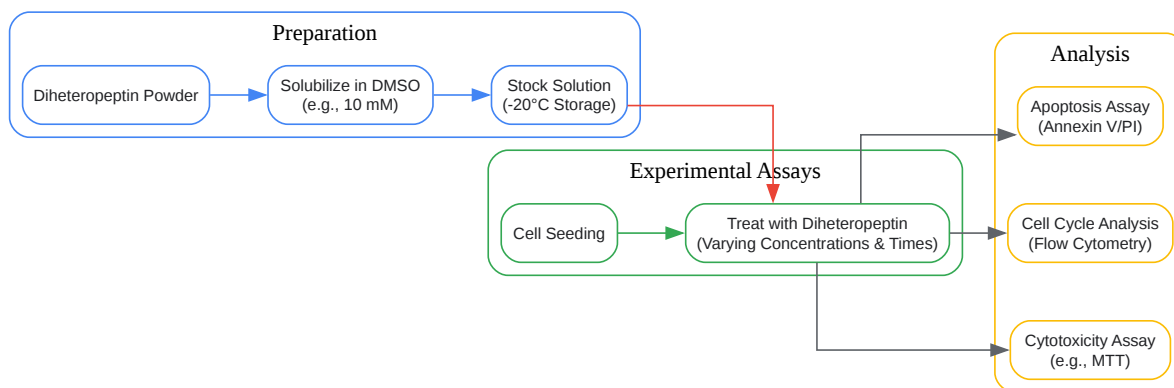 Preparation
Diheteropeptin Powder
Solubilize in DMSO
(e.g., 10 mM)
Stock Solution
(-20°C Storage)
Experimental Assays
Cell Seeding
Treat with Diheteropeptin
(Varying Concentrations & Times)
Analysis
Apoptosis Assay
(Annexin V/PI)
Cell Cycle Analysis
(Flow Cytometry)
Cytotoxicity Assay
(e.g., MTT)